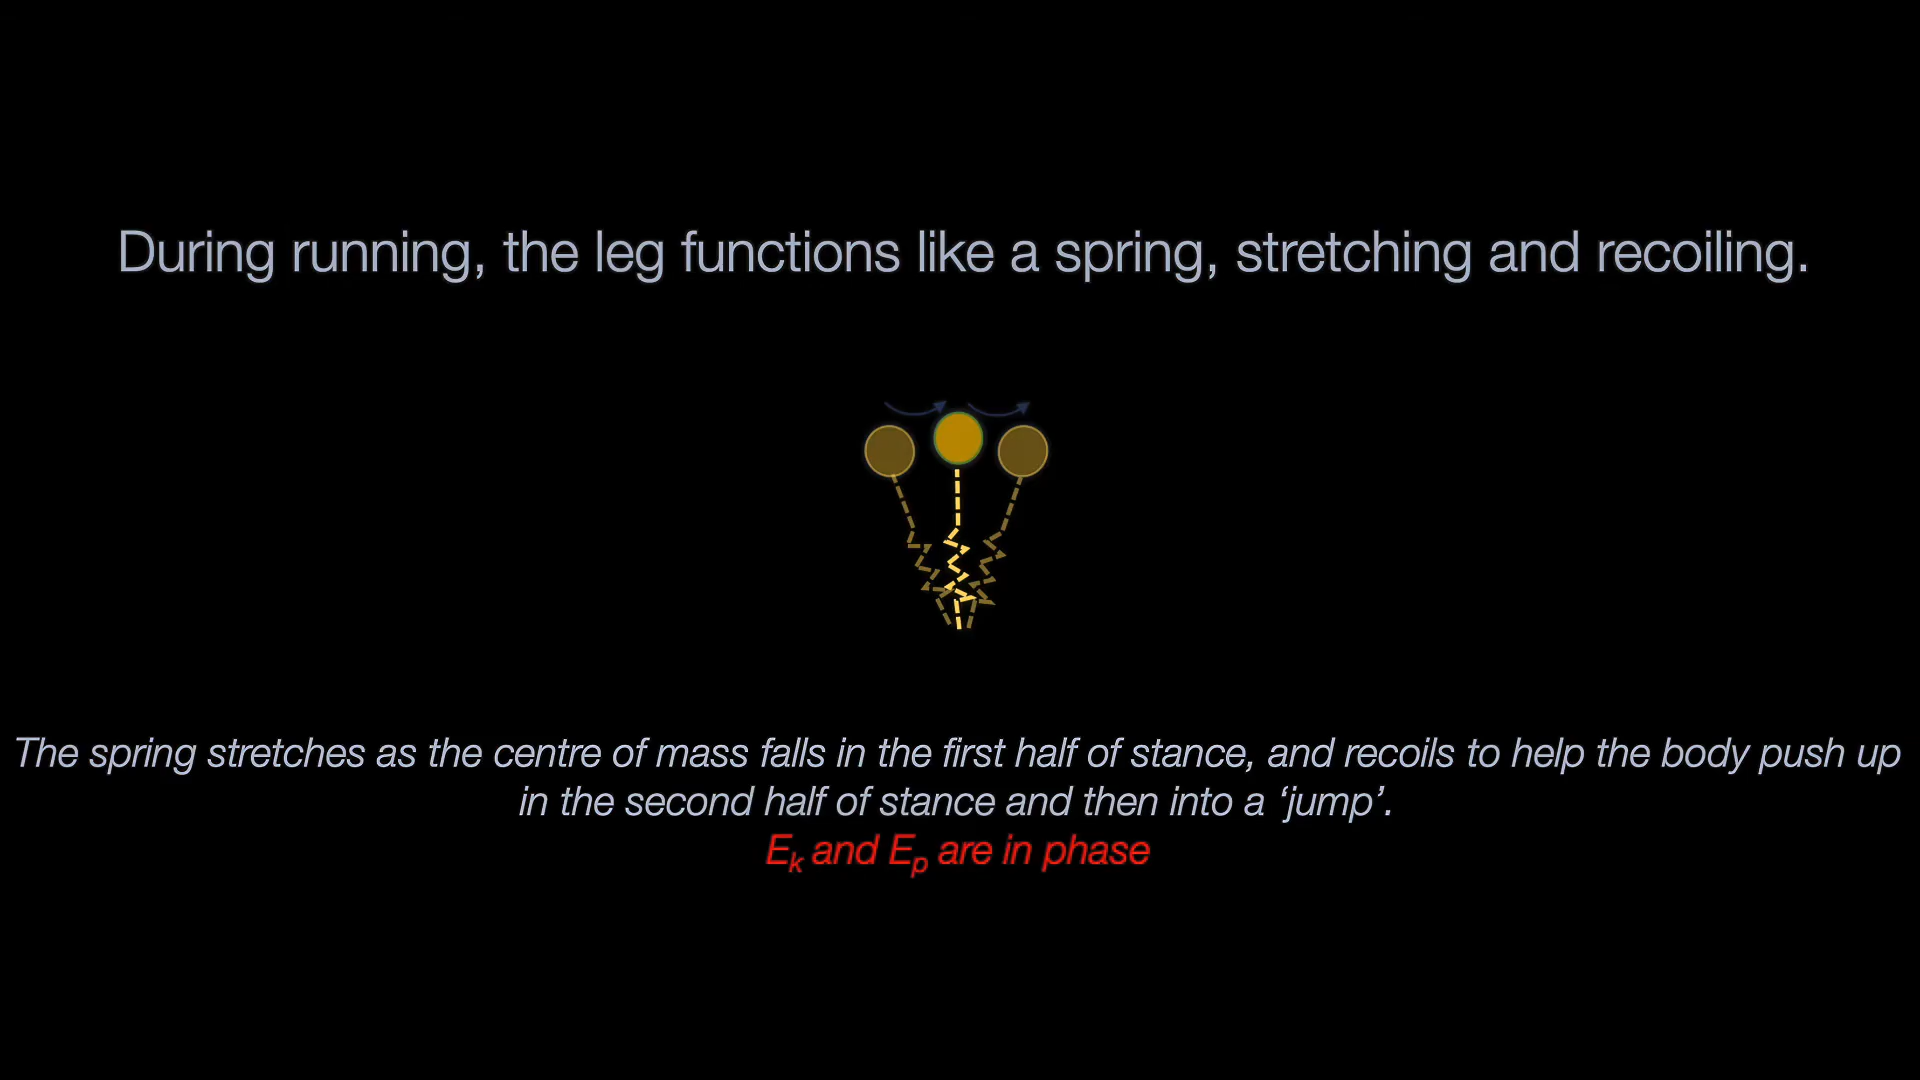 During running, the leg functions like a spring, stretching and recoiling.
The spring stretches as the centre of mass falls in the first half of stance, and recoils to help the body push up
in the second half of stance and then into a ‘jump’.
Ek and Ep are in phase